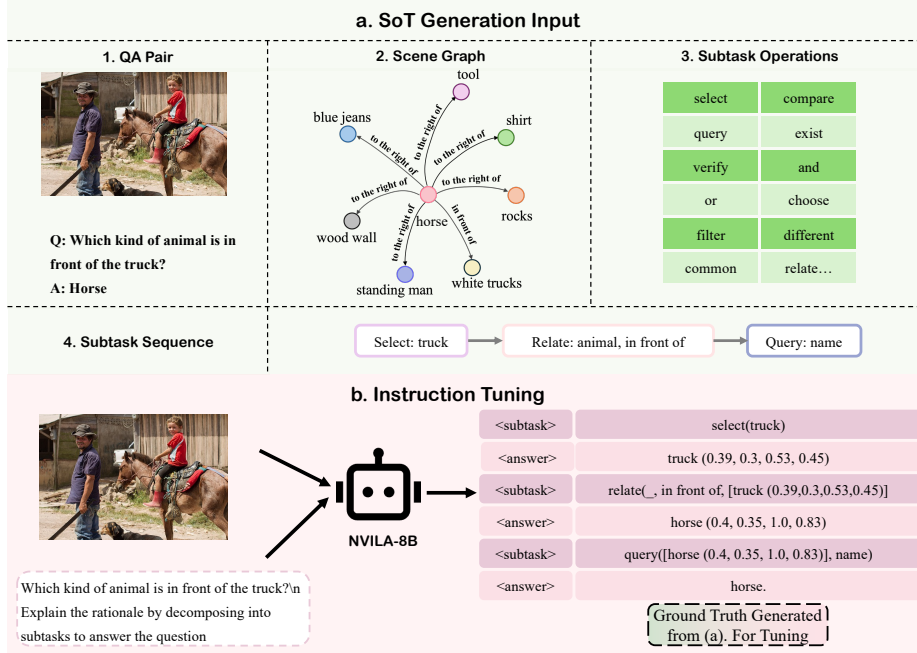 a. SoT Generation Input
1. QA Pair
2. Scene Graph
3. Subtask Operations
Q: Which kind of animal is in
front of the truck?
A: Horse
tool
blue jeans
shirt
to the right of
to the right of
to the right of
to the right of
to the right of
horse
rocks
wood wall
to the right of
in front of
standing man
white trucks
select
compare
query
exist
verify
and
or
choose
filter
different
common
relate...
4. Subtask Sequence
Select: truck
Relate: animal, in front of
Query: name
b. Instruction Tuning
NVILA-8B
Which kind of animal is in front of the truck?\n
Explain the rationale by decomposing into
subtasks to answer the question
<subtask> select(truck)
<answer> truck (0.39, 0.3, 0.53, 0.45)
<subtask> relate(_, in front of, [truck (0.39,0.3,0.53,0.45)]
<answer> horse (0.4, 0.35, 1.0, 0.83)
<subtask> query([horse (0.4, 0.35, 1.0, 0.83)], name)
<answer> horse.
Ground Truth Generated
from (a). For Tuning